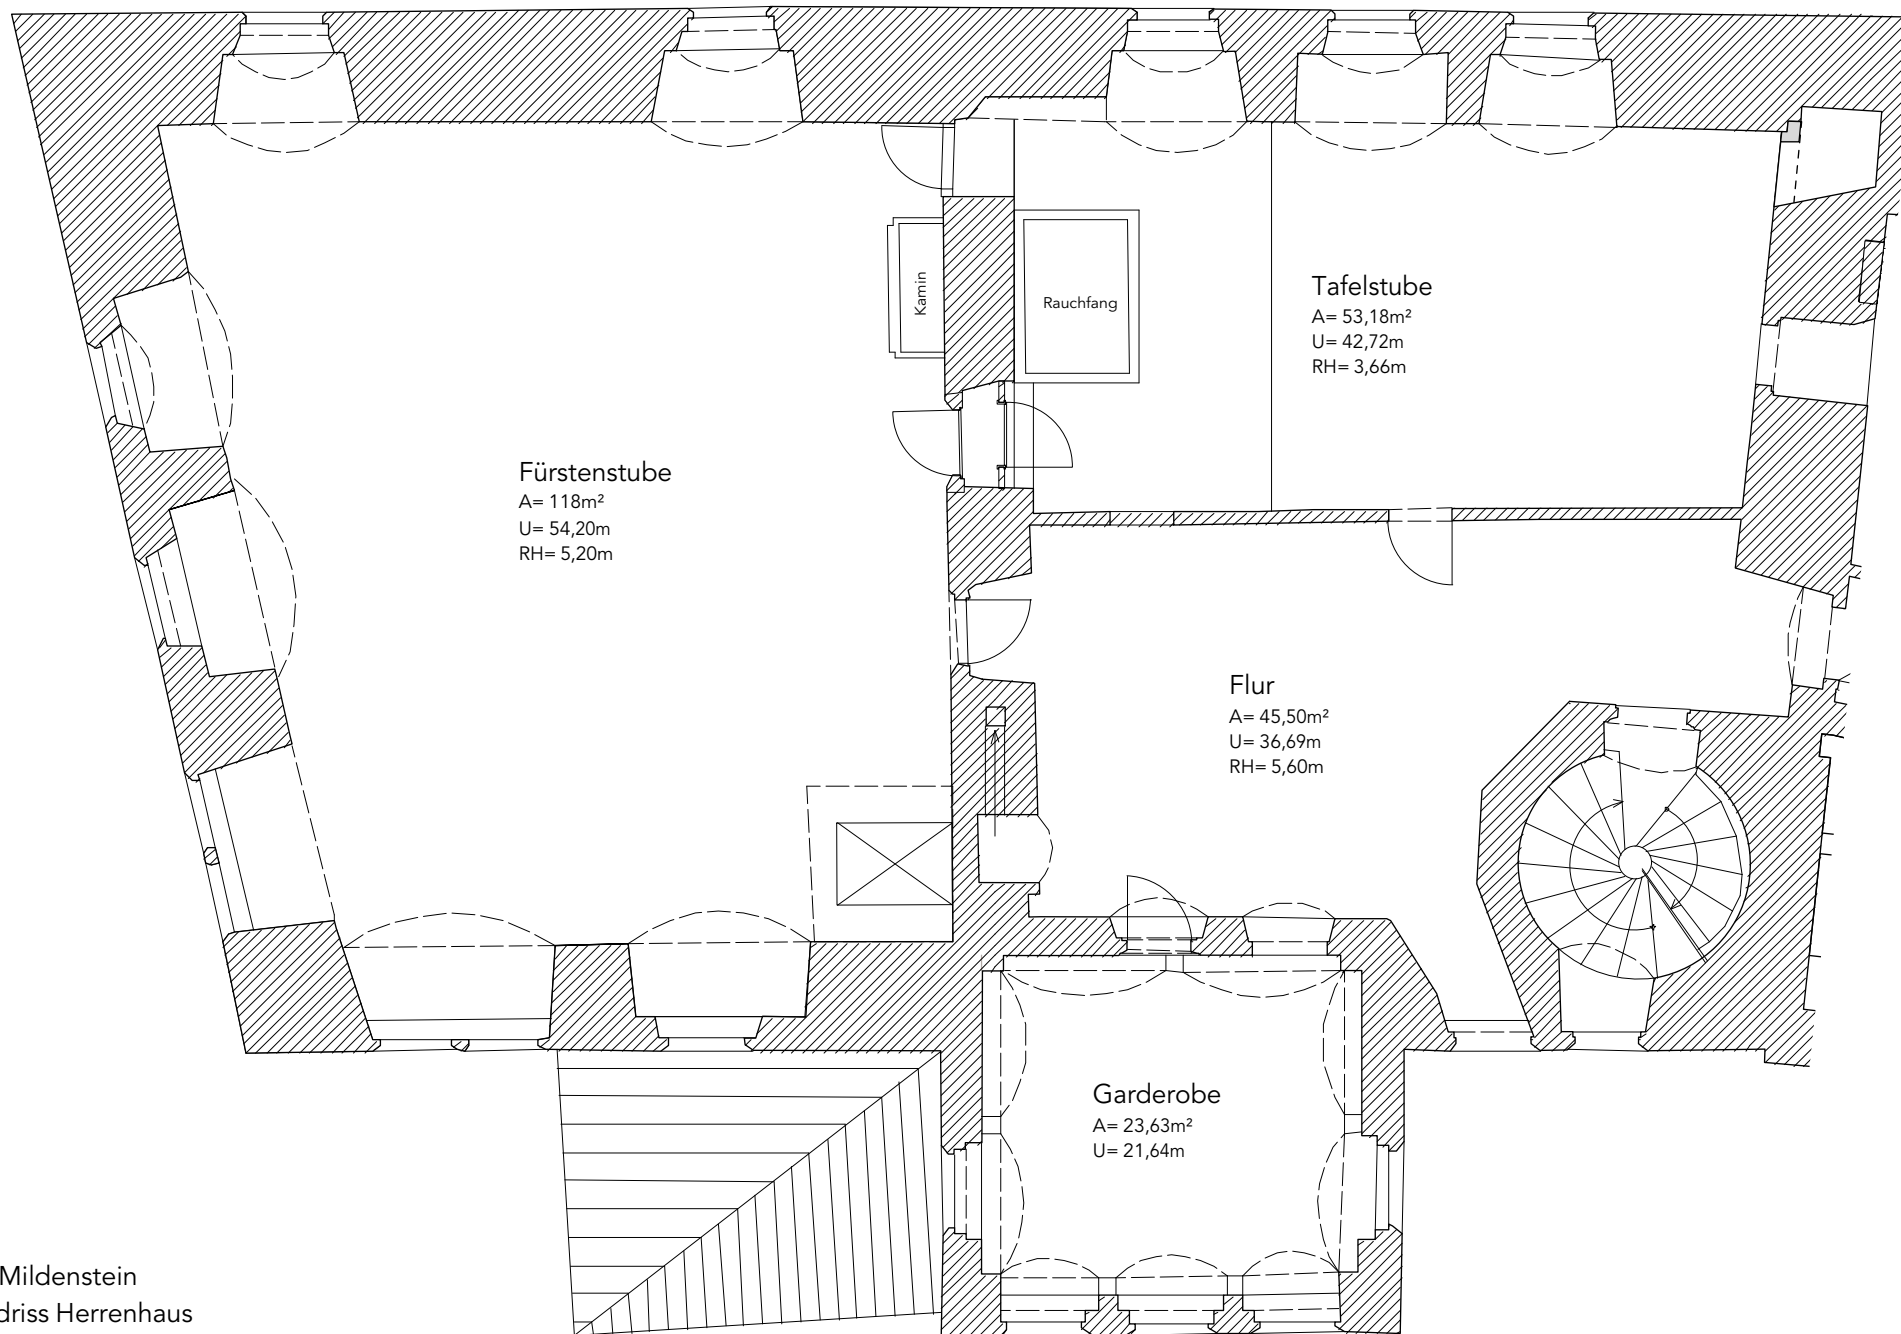 Kamin
Rauchfang
Tafelstube
A= 53,18m²
U= 42,72m
RH= 3,66m
Fürstenstube
A= 118m²
U= 54,20m
RH= 5,20m
Flur
A= 45,50m²
U= 36,69m
RH= 5,60m
Garderobe
A= 23,63m²
U= 21,64m
Mildenstein
driss Herrenhaus